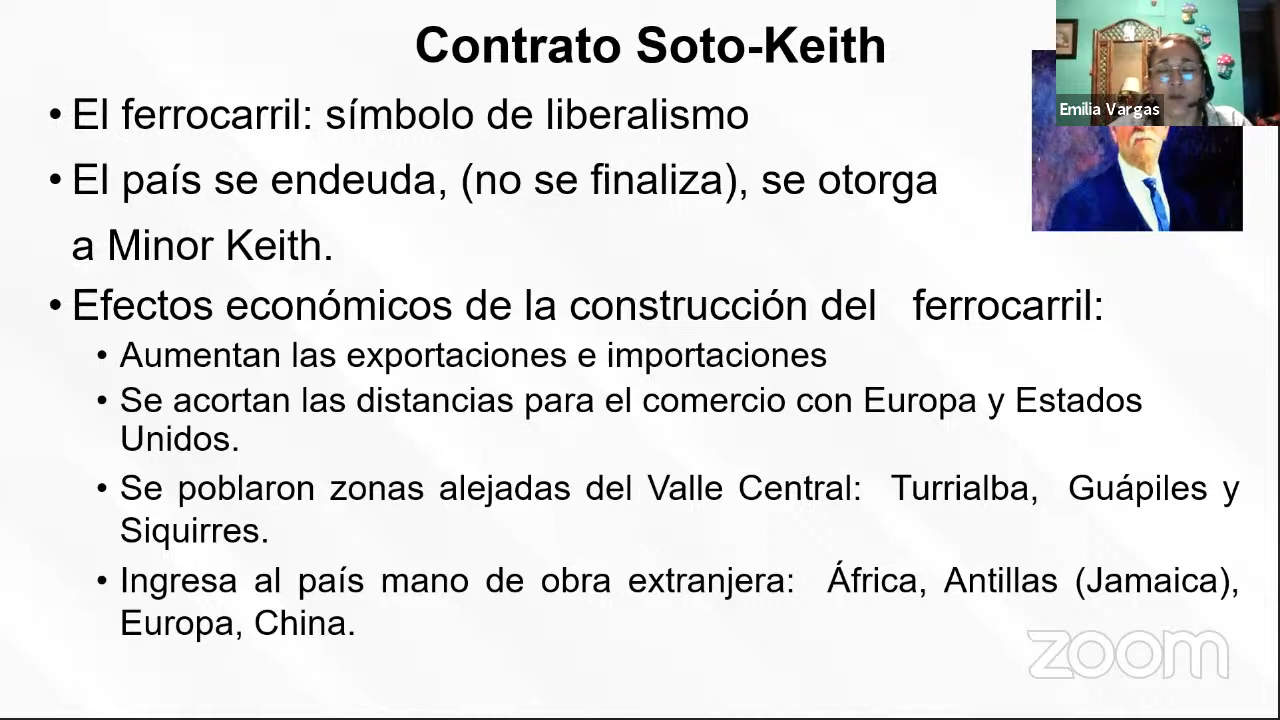 Contrato Soto-Keith
Emilia Vargas
• El ferrocarril: símbolo de liberalismo
• El país se endeuda, (no se finaliza), se otorga
a Minor Keith.
• Efectos económicos de la construcción del ferrocarril:
• Aumentan las exportaciones e importaciones
• Se acortan las distancias para el comercio con Europa y Estados
Unidos.
• Se poblaron zonas alejadas del Valle Central: Turrialba, Guápiles y
Siquirres.
• Ingresa al país mano de obra extranjera: África, Antillas (Jamaica),
Europa, China.
zoom